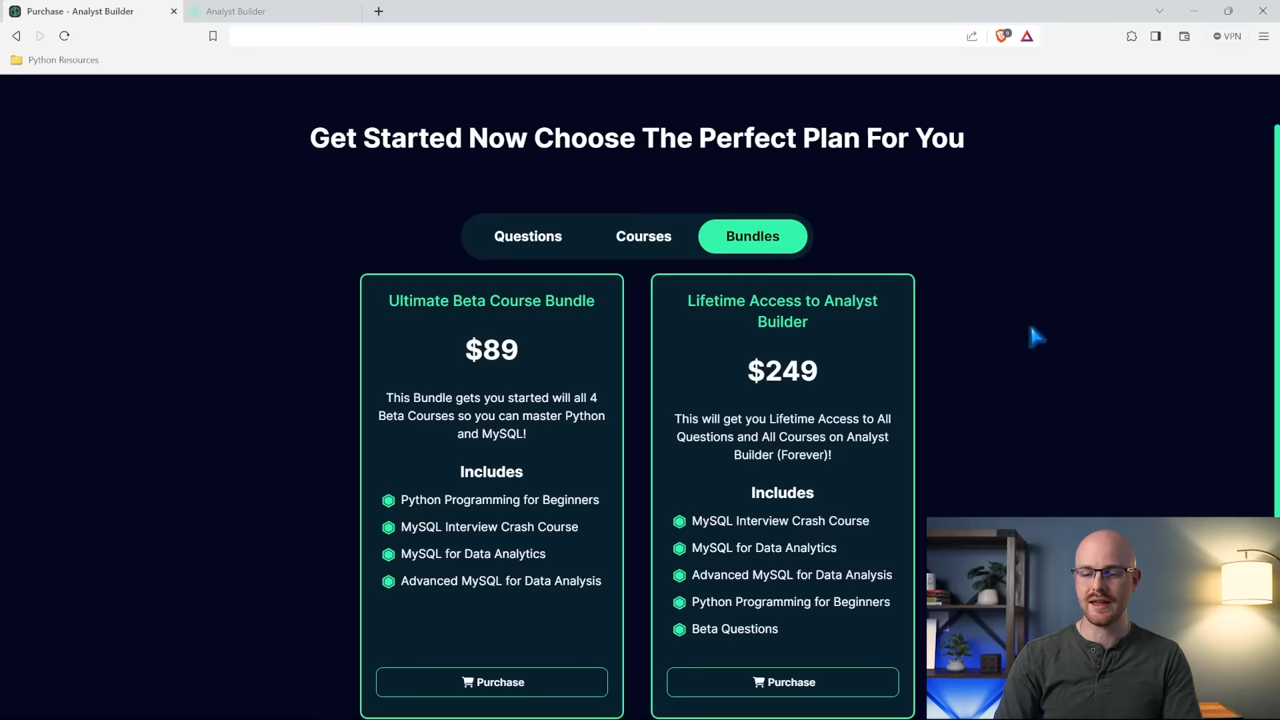 Purchase - Analyst Builder
Analyst Builder
VPN
Python Resources
Get Started Now Choose The Perfect Plan For You
Questions
Courses
Bundles
Ultimate Beta Course Bundle
$89
This Bundle gets you started will all 4
Beta Courses so you can master Python
and MySQL!
Includes
Python Programming for Beginners
MySQL Interview Crash Course
MySQL for Data Analytics
Advanced MySQL for Data Analysis
Purchase
Lifetime Access to Analyst
Builder
$249
This will get you Lifetime Access to All
Questions and All Courses on Analyst
Builder (Forever)!
Includes
MySQL Interview Crash Course
MySQL for Data Analytics
Advanced MySQL for Data Analysis
Python Programming for Beginners
Beta Questions
Purchase